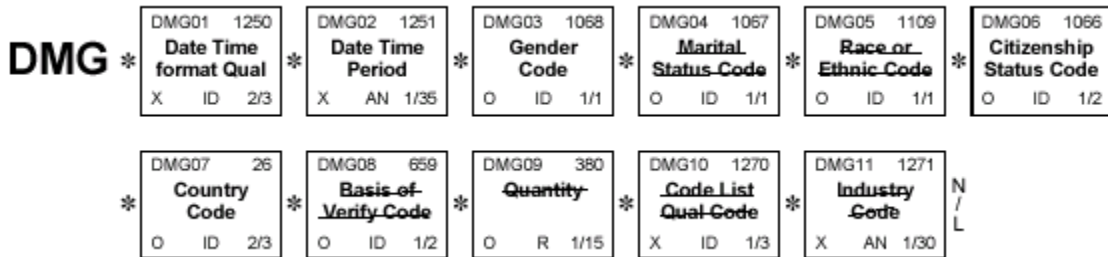 DMG * DMG01 1250 * DMG02 1251 * DMG03 1068 * DMG04 1067 * DMG05 1109 * DMG06 1066
Date Time Date Time Gender Marital Race or Citizenship
format Qual Period Code Status Code Ethnic Code Status Code
X ID 2/3 X AN 1/35 O ID 1/1 O ID 1/1 O ID 1/1 O ID 1/2
* DMG07 26 * DMG08 659 * DMG09 380 * DMG10 1270 * DMG11 1271 N
Country Basis of Quantity Code List Industry /
Code Verify Code Qual Code Code L
O ID 2/3 O ID 1/2 O R 1/15 X ID 1/3 X AN 1/30